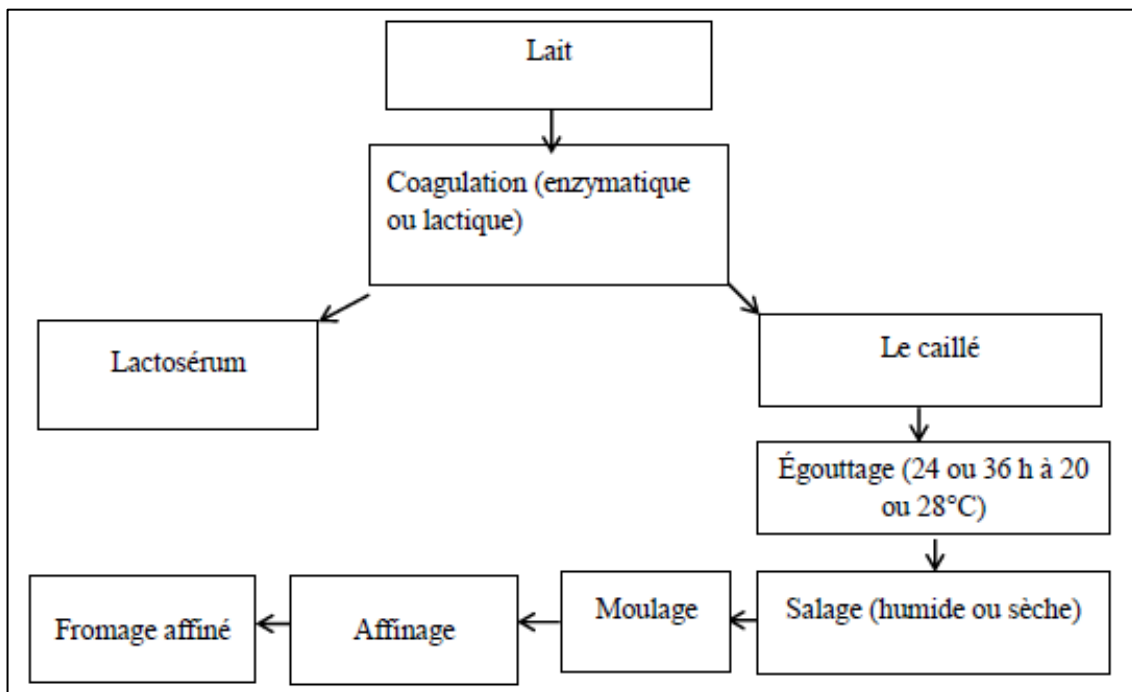 Lait
Coagulation (enzymatique
ou lactique)
Lactosérum
Le caillé
Égouttage (24 ou 36 h à 20
ou 28°C)
Salage (humide ou sèche)
Moulage
Affinage
Fromage affiné